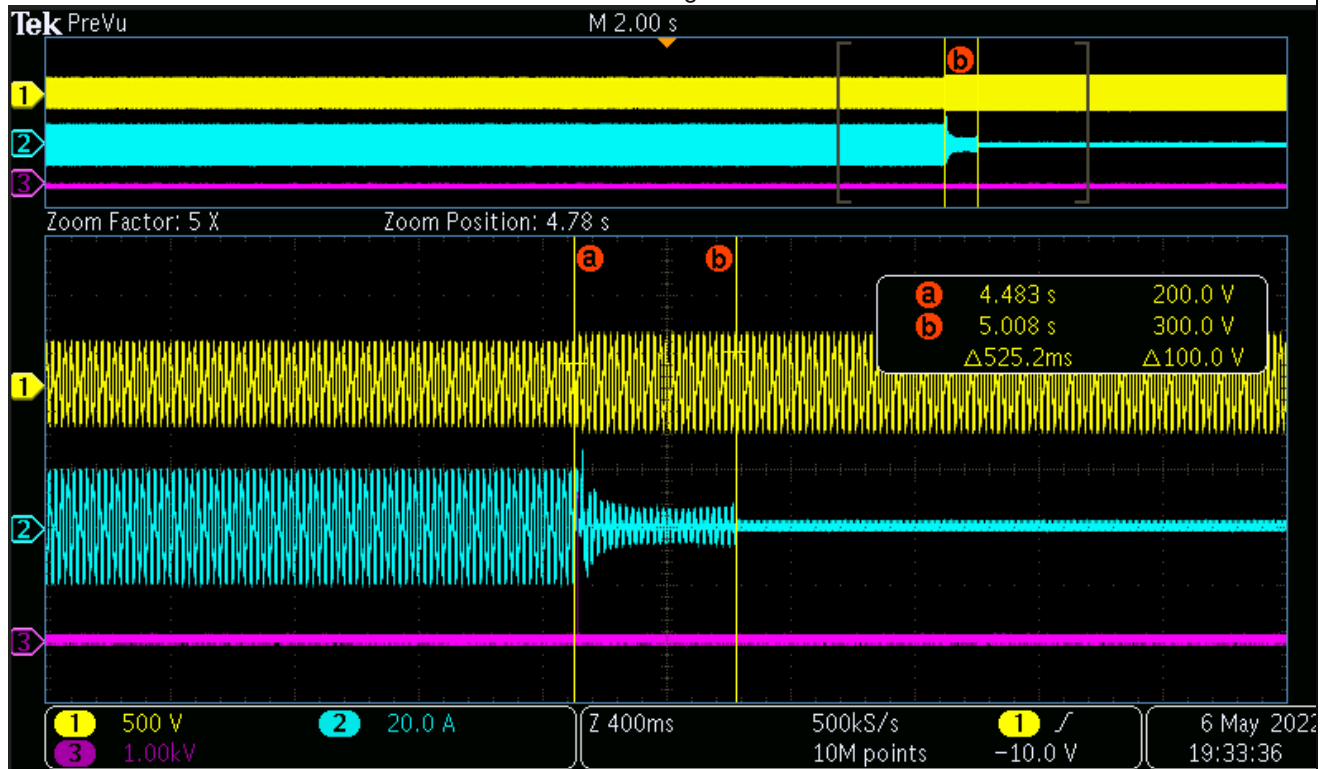 Tek PreVu M 2.00 s
b
1
2
3
Zoom Factor: 5 X Zoom Position: 4.78 s
a b
a 4.483 s 200.0 V
b 5.008 s 300.0 V
△525.2ms △100.0 V
1
2
3
1 500 V 2 20.0 A Z 400ms 500kS/s 1 6 May 2022
3 1.00kV 10M points −10.0 V 19:33:36